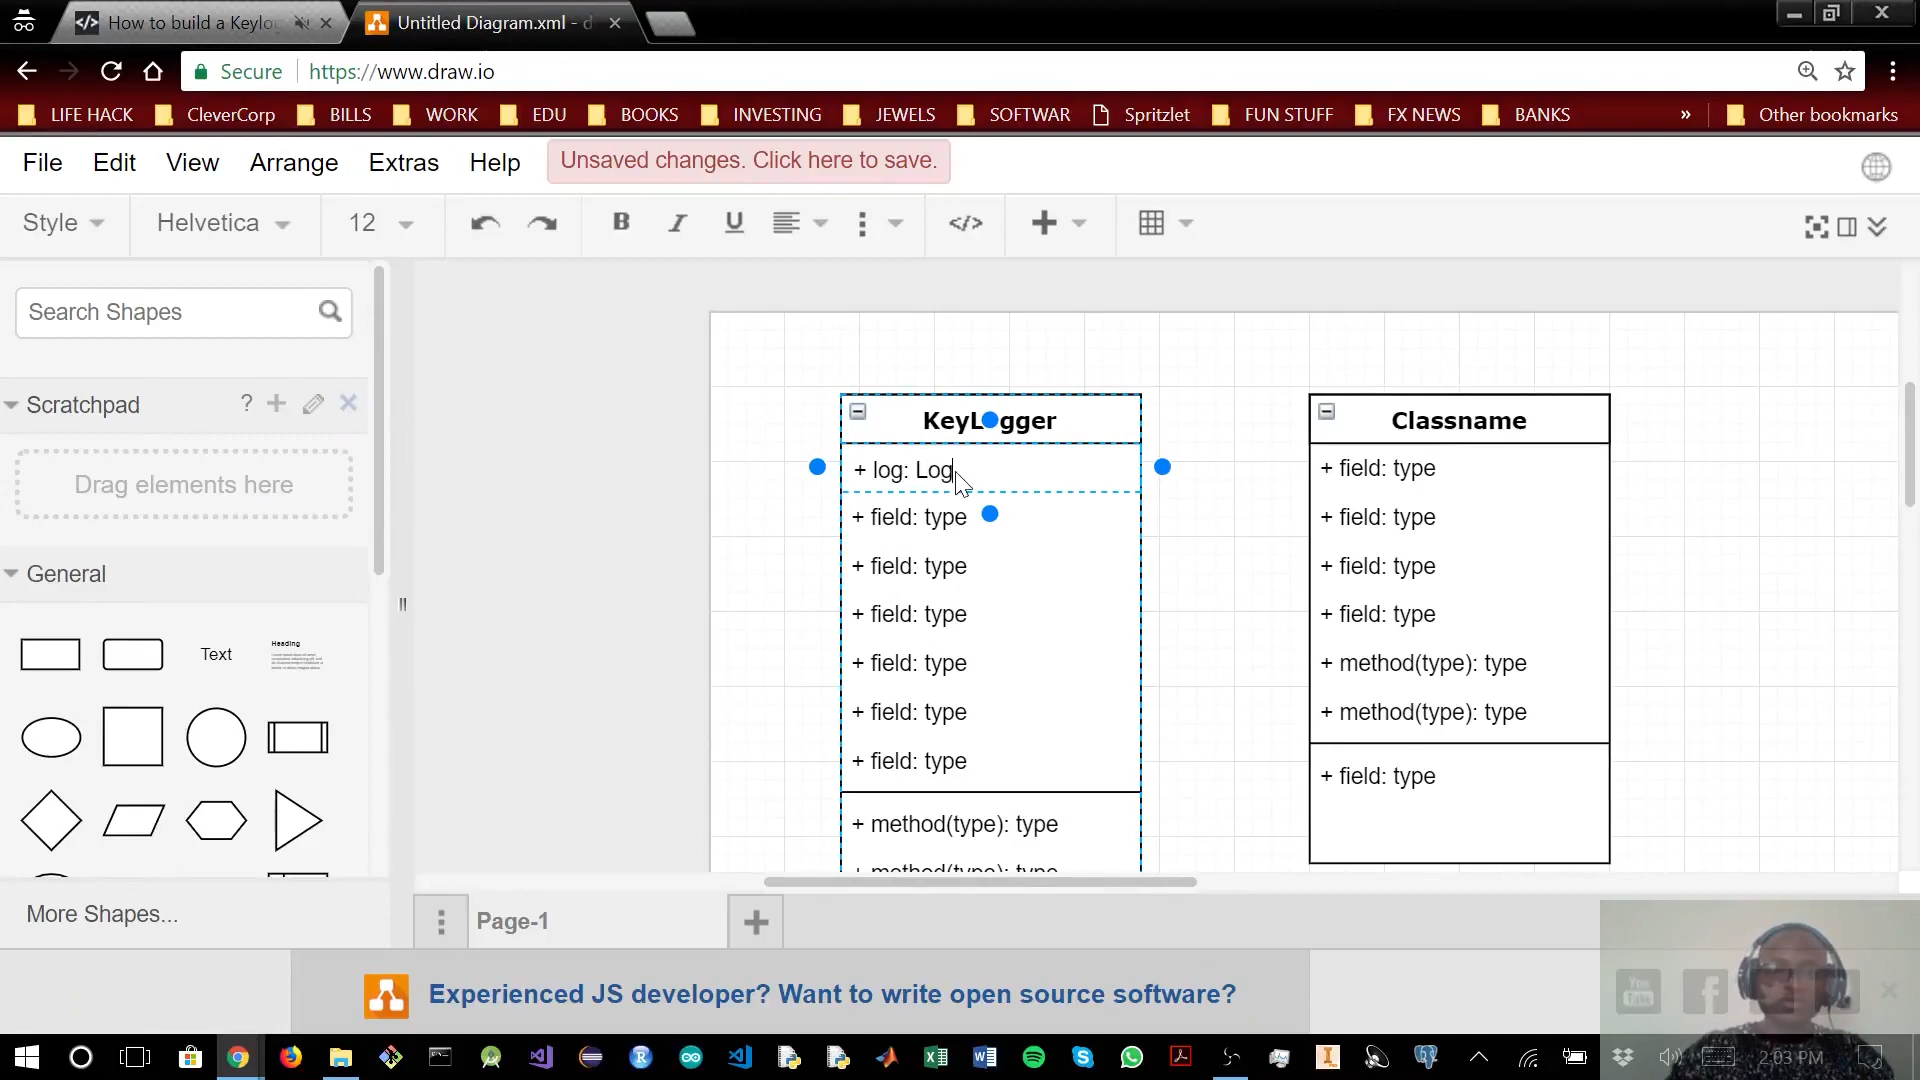 How to build a Keylo
Untitled Diagram.xml - d
Secure
https://www.draw.io
LIFE HACK
CleverCorp
BILLS
WORK
EDU
BOOKS
INVESTING
JEWELS
SOFTWAR
Spritzlet
FUN STUFF
FX NEWS
BANKS
»
Other bookmarks
File
Edit
View
Arrange
Extras
Help
Unsaved changes. Click here to save.
Style
Helvetica
12
B
I
U
Search Shapes
Scratchpad
?
Drag elements here
General
Text
Heading
More Shapes...
KeyLogger
+ log: Log
+ field: type
+ field: type
+ field: type
+ field: type
+ field: type
+ field: type
+ method(type): type
+ method(type): type
Classname
+ field: type
+ field: type
+ field: type
+ field: type
+ method(type): type
+ method(type): type
+ field: type
Page-1
Experienced JS developer? Want to write open source software?
You
Tube
2:03 PM